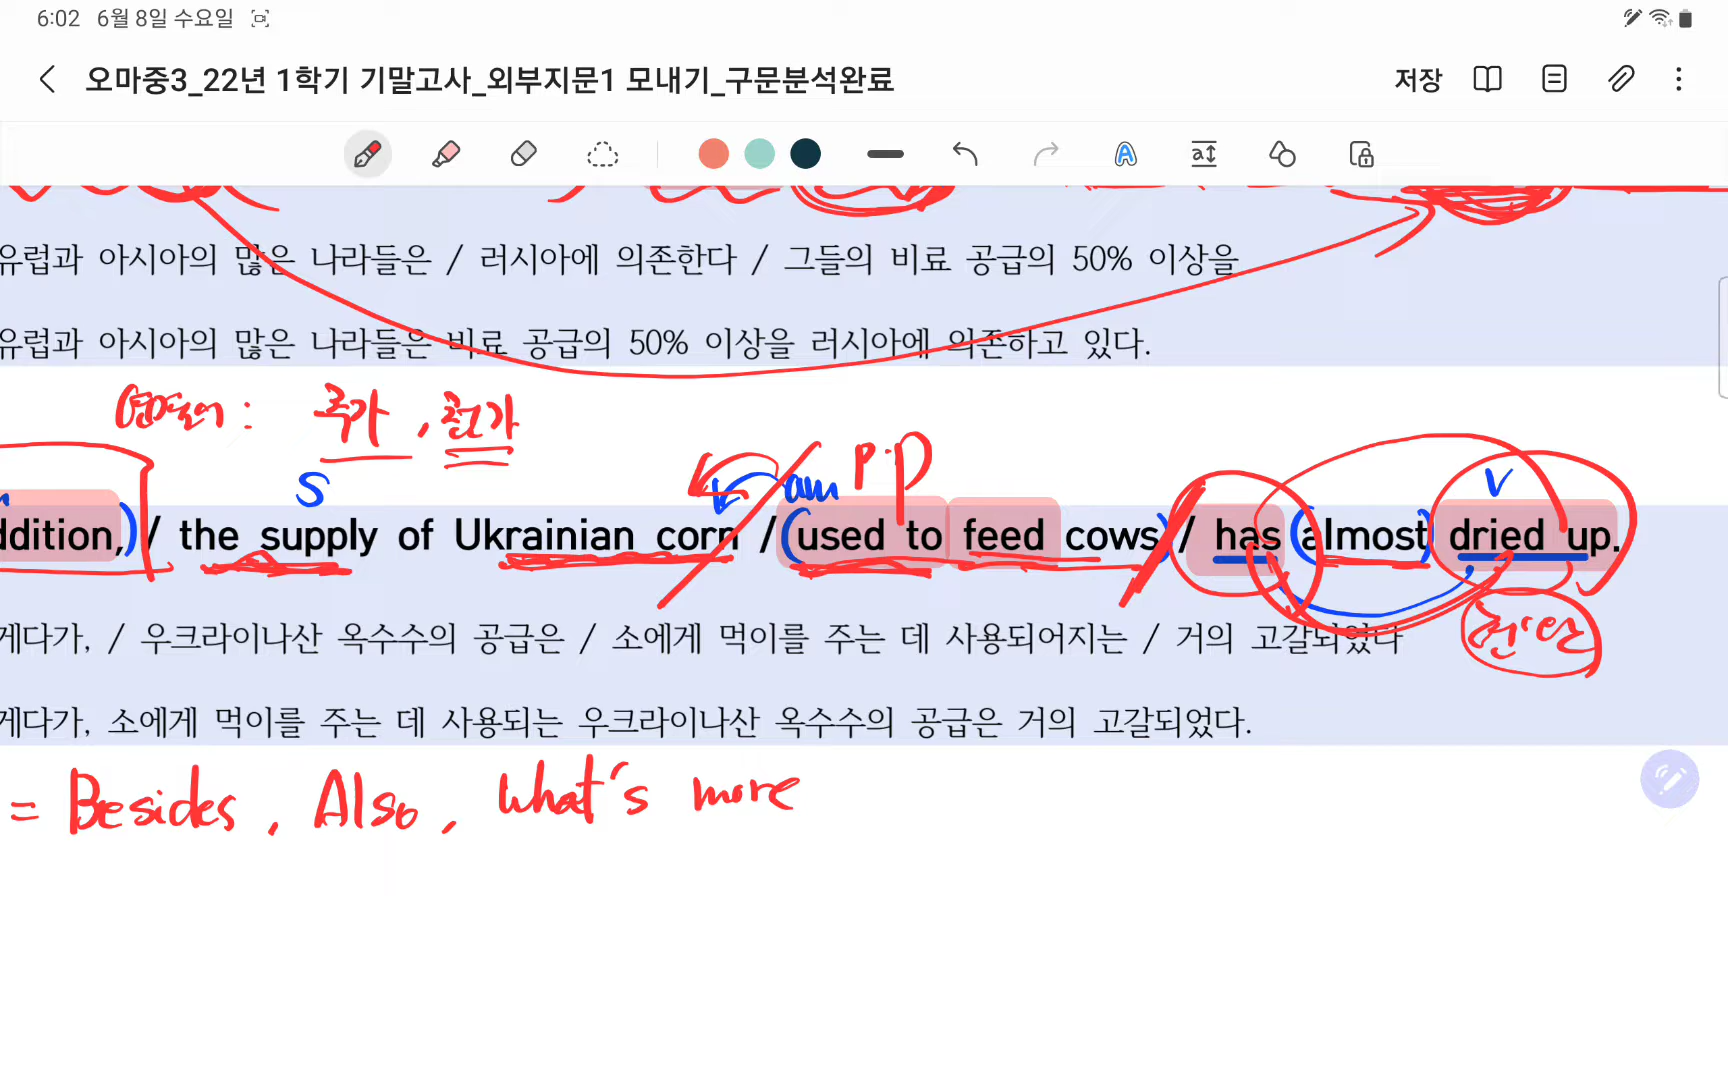 6:02 6월 8일 수요일
오마중3_22년 1학기 기말고사_외부지문1 모내기_구문분석완료
저장
유럽과 아시아의 많은 나라들은 / 러시아에 의존한다 / 그들의 비료 공급의 50% 이상을
유럽과 아시아의 많은 나라들은 비료 공급의 50% 이상을 러시아에 의존하고 있다.
추가, 첨가
S v am P.P v
ddition,) / the supply of Ukrainian corn / (used to feed cows) / has (almost) dried up.
게다가, / 우크라이나산 옥수수의 공급은 / 소에게 먹이를 주는 데 사용되어지는 / 거의 고갈되었다
게다가, 소에게 먹이를 주는 데 사용되는 우크라이나산 옥수수의 공급은 거의 고갈되었다.
= Besides, Also, What's more